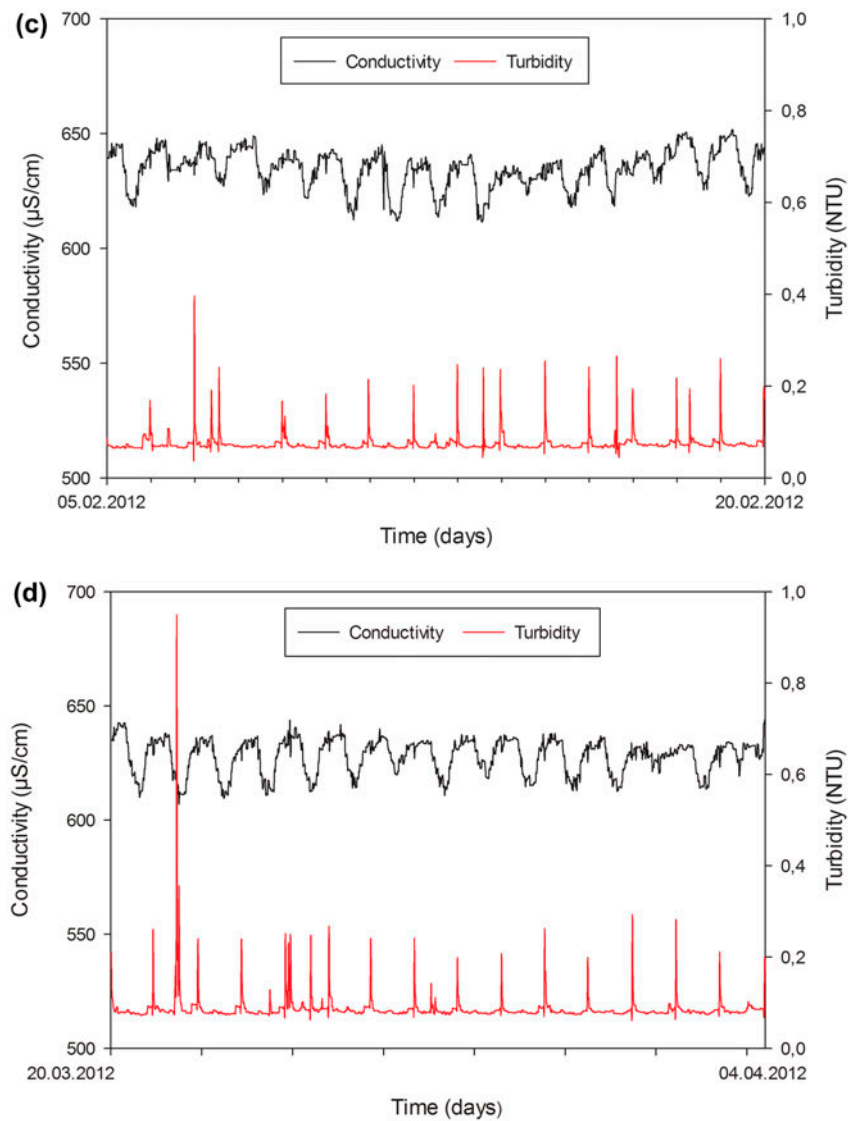 (c)
700
650
600
550
500
Conductivity (µS/cm)
Conductivity Turbidity
1,0
0,8
0,6
0,4
0,2
0,0
Turbidity (NTU)
05.02.2012 20.02.2012
Time (days)
(d)
700
650
600
550
500
Conductivity (µS/cm)
Conductivity Turbidity
1,0
0,8
0,6
0,4
0,2
0,0
Turbidity (NTU)
20.03.2012 04.04.2012
Time (days)